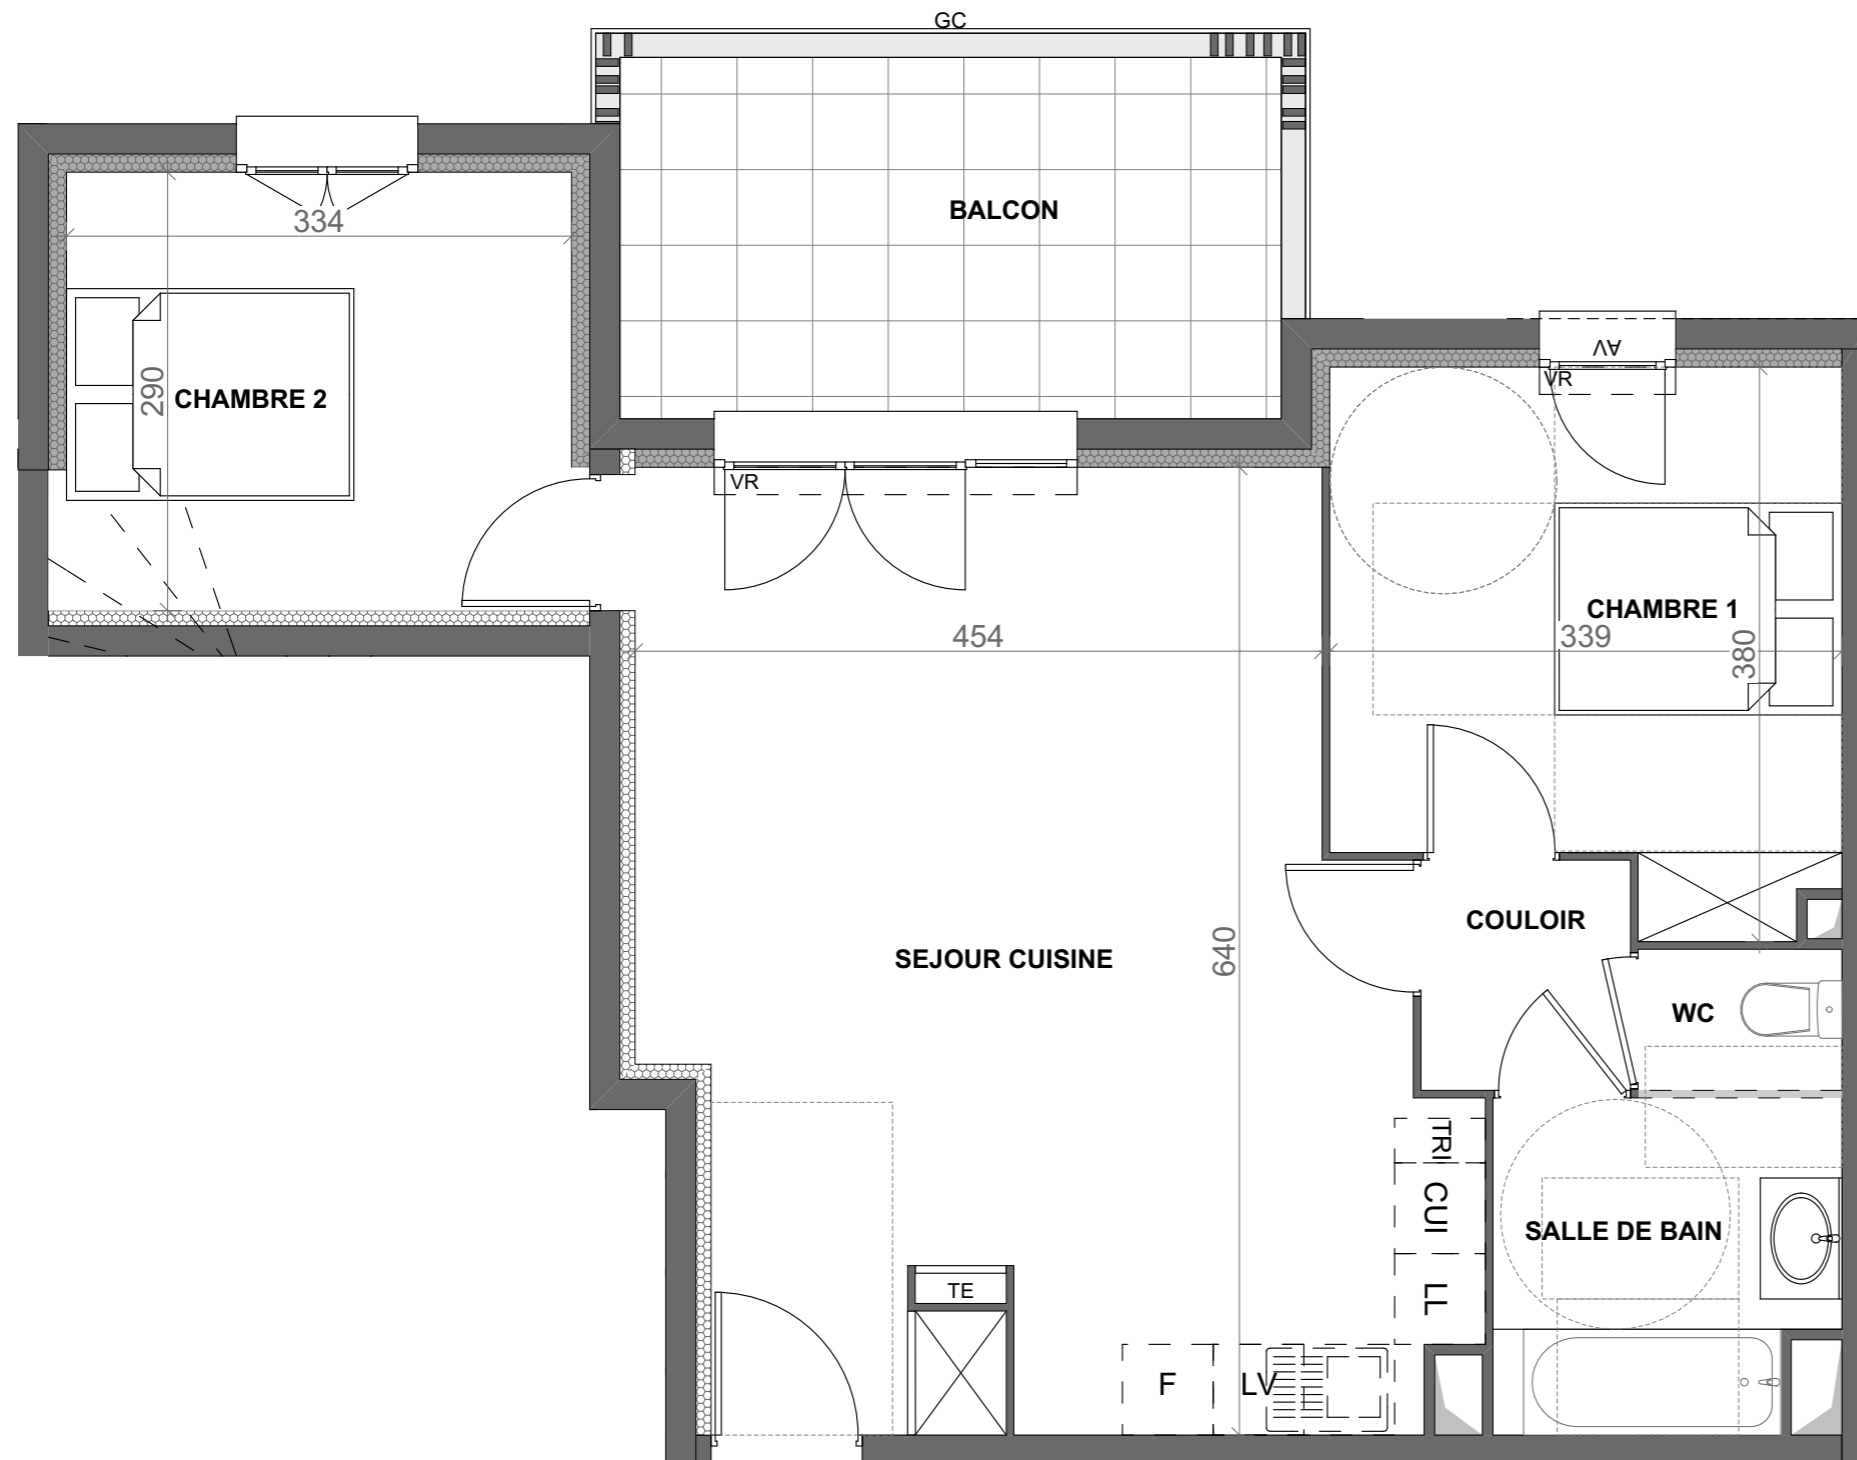 GC
BALCON
334
AV
VR
290
CHAMBRE 2
VR
CHAMBRE 1
454
339
380
COULOIR
SEJOUR CUISINE
640
WC
TRI
CUI
SALLE DE BAIN
TE
LL
F
LV